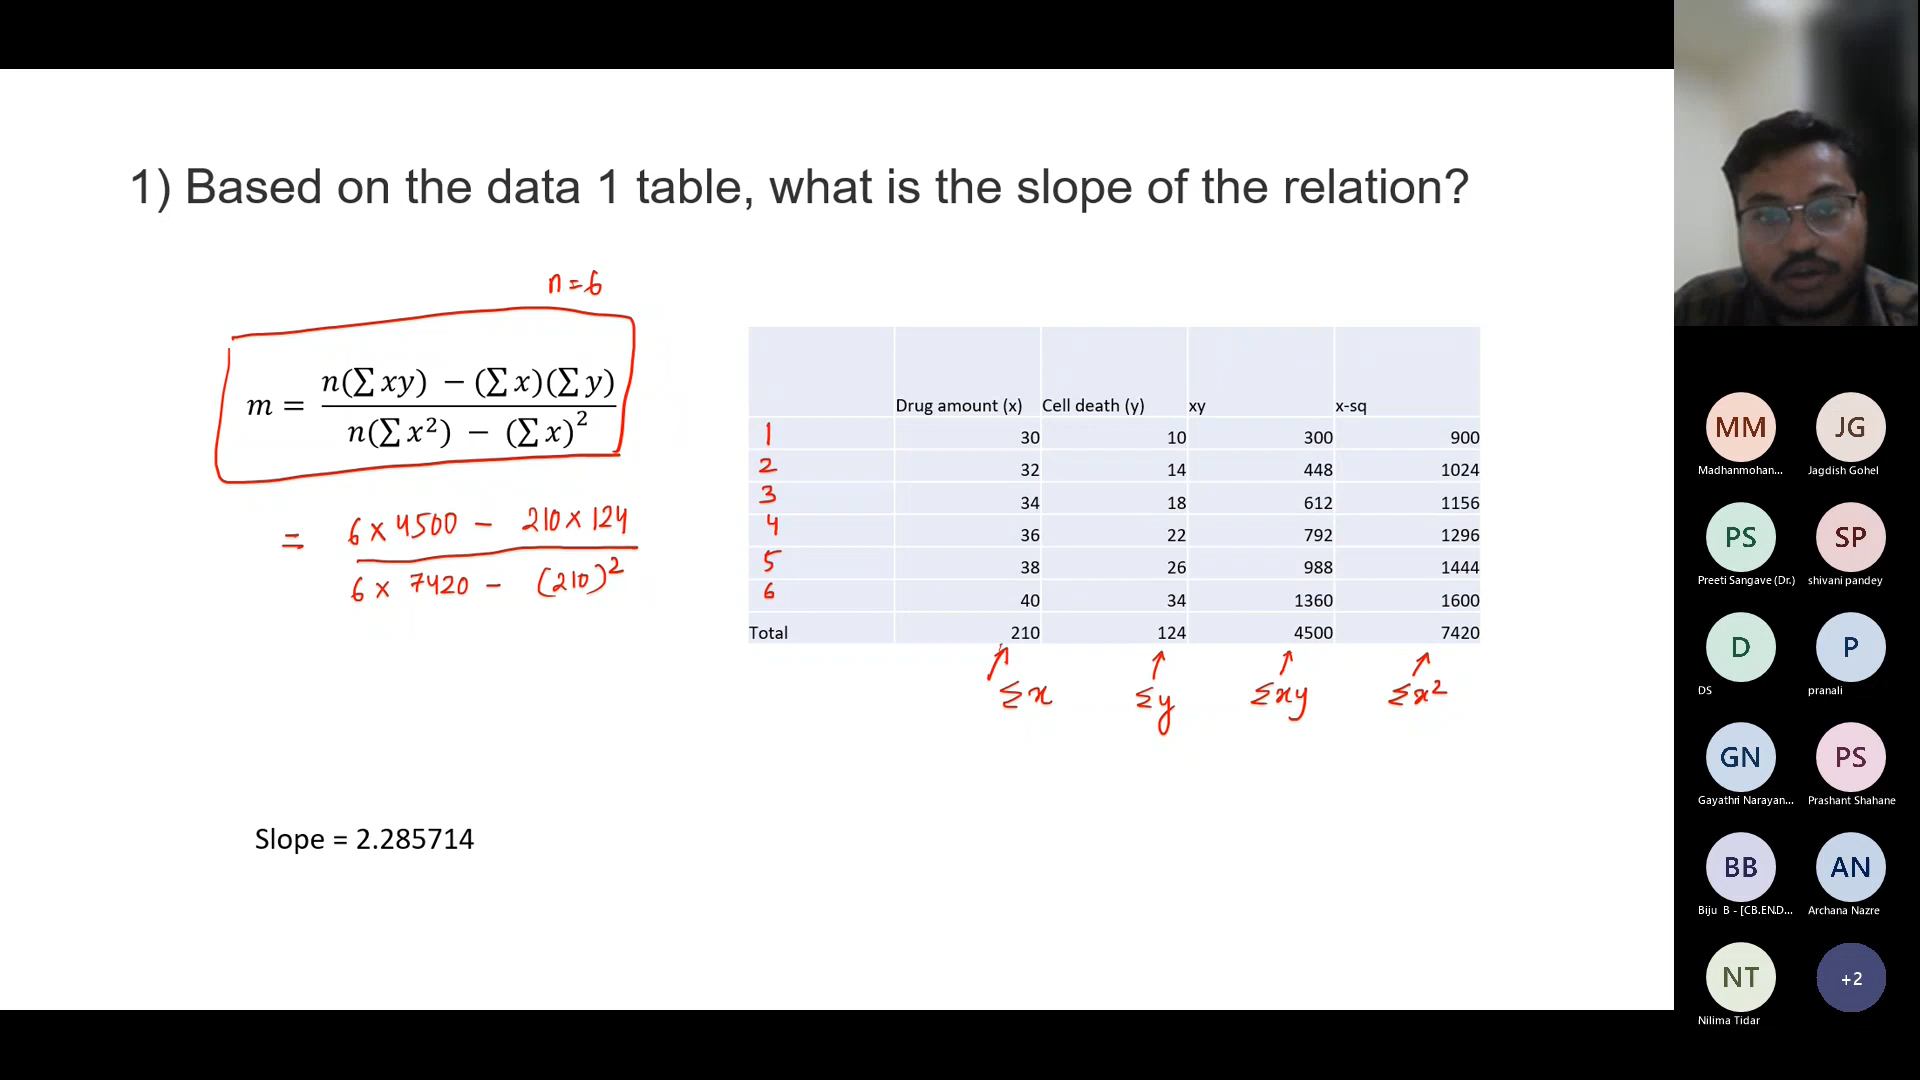 1) Based on the data 1 table, what is the slope of the relation?
n = 6
m = n(∑ xy) − (∑ x)(∑ y) / n(∑ x²) − (∑ x)²
= 6 × 4500 − 210 × 124 / 6 × 7420 − (210)²
Slope = 2.285714
Drug amount (x) Cell death (y) xy x-sq
1 30 10 300 900
2 32 14 448 1024
3 34 18 612 1156
4 36 22 792 1296
5 38 26 988 1444
6 40 34 1360 1600
Total 210 124 4500 7420
∑x ∑y ∑xy ∑x²
MM JG
Madhanmohan... Jagdish Gohel
PS SP
Preeti Sangave (Dr.) shivani pandey
D P
DS pranali
GN PS
Gayathri Narayan... Prashant Shahane
BB AN
Biju B - [CB.EN.D... Archana Nazre
NT +2
Nilima Tidar